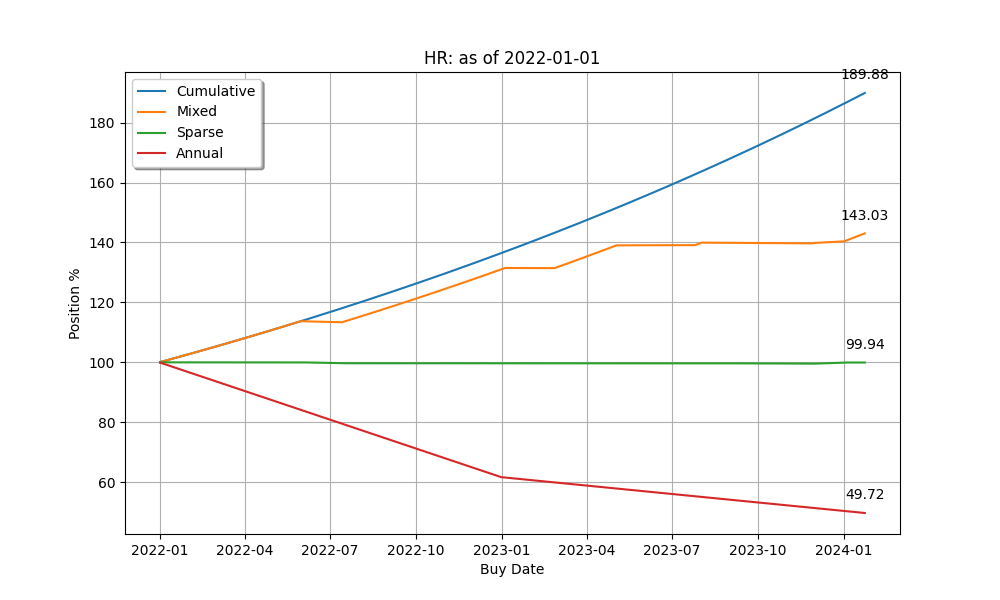 HR: as of 2022-01-01
189.88
Cumulative
Mixed
Sparse
Annual
180
160
143.03
140
120
99.94
100
80
60
49.72
Position %
2022-01 2022-04 2022-07 2022-10 2023-01 2023-04 2023-07 2023-10 2024-01
Buy Date